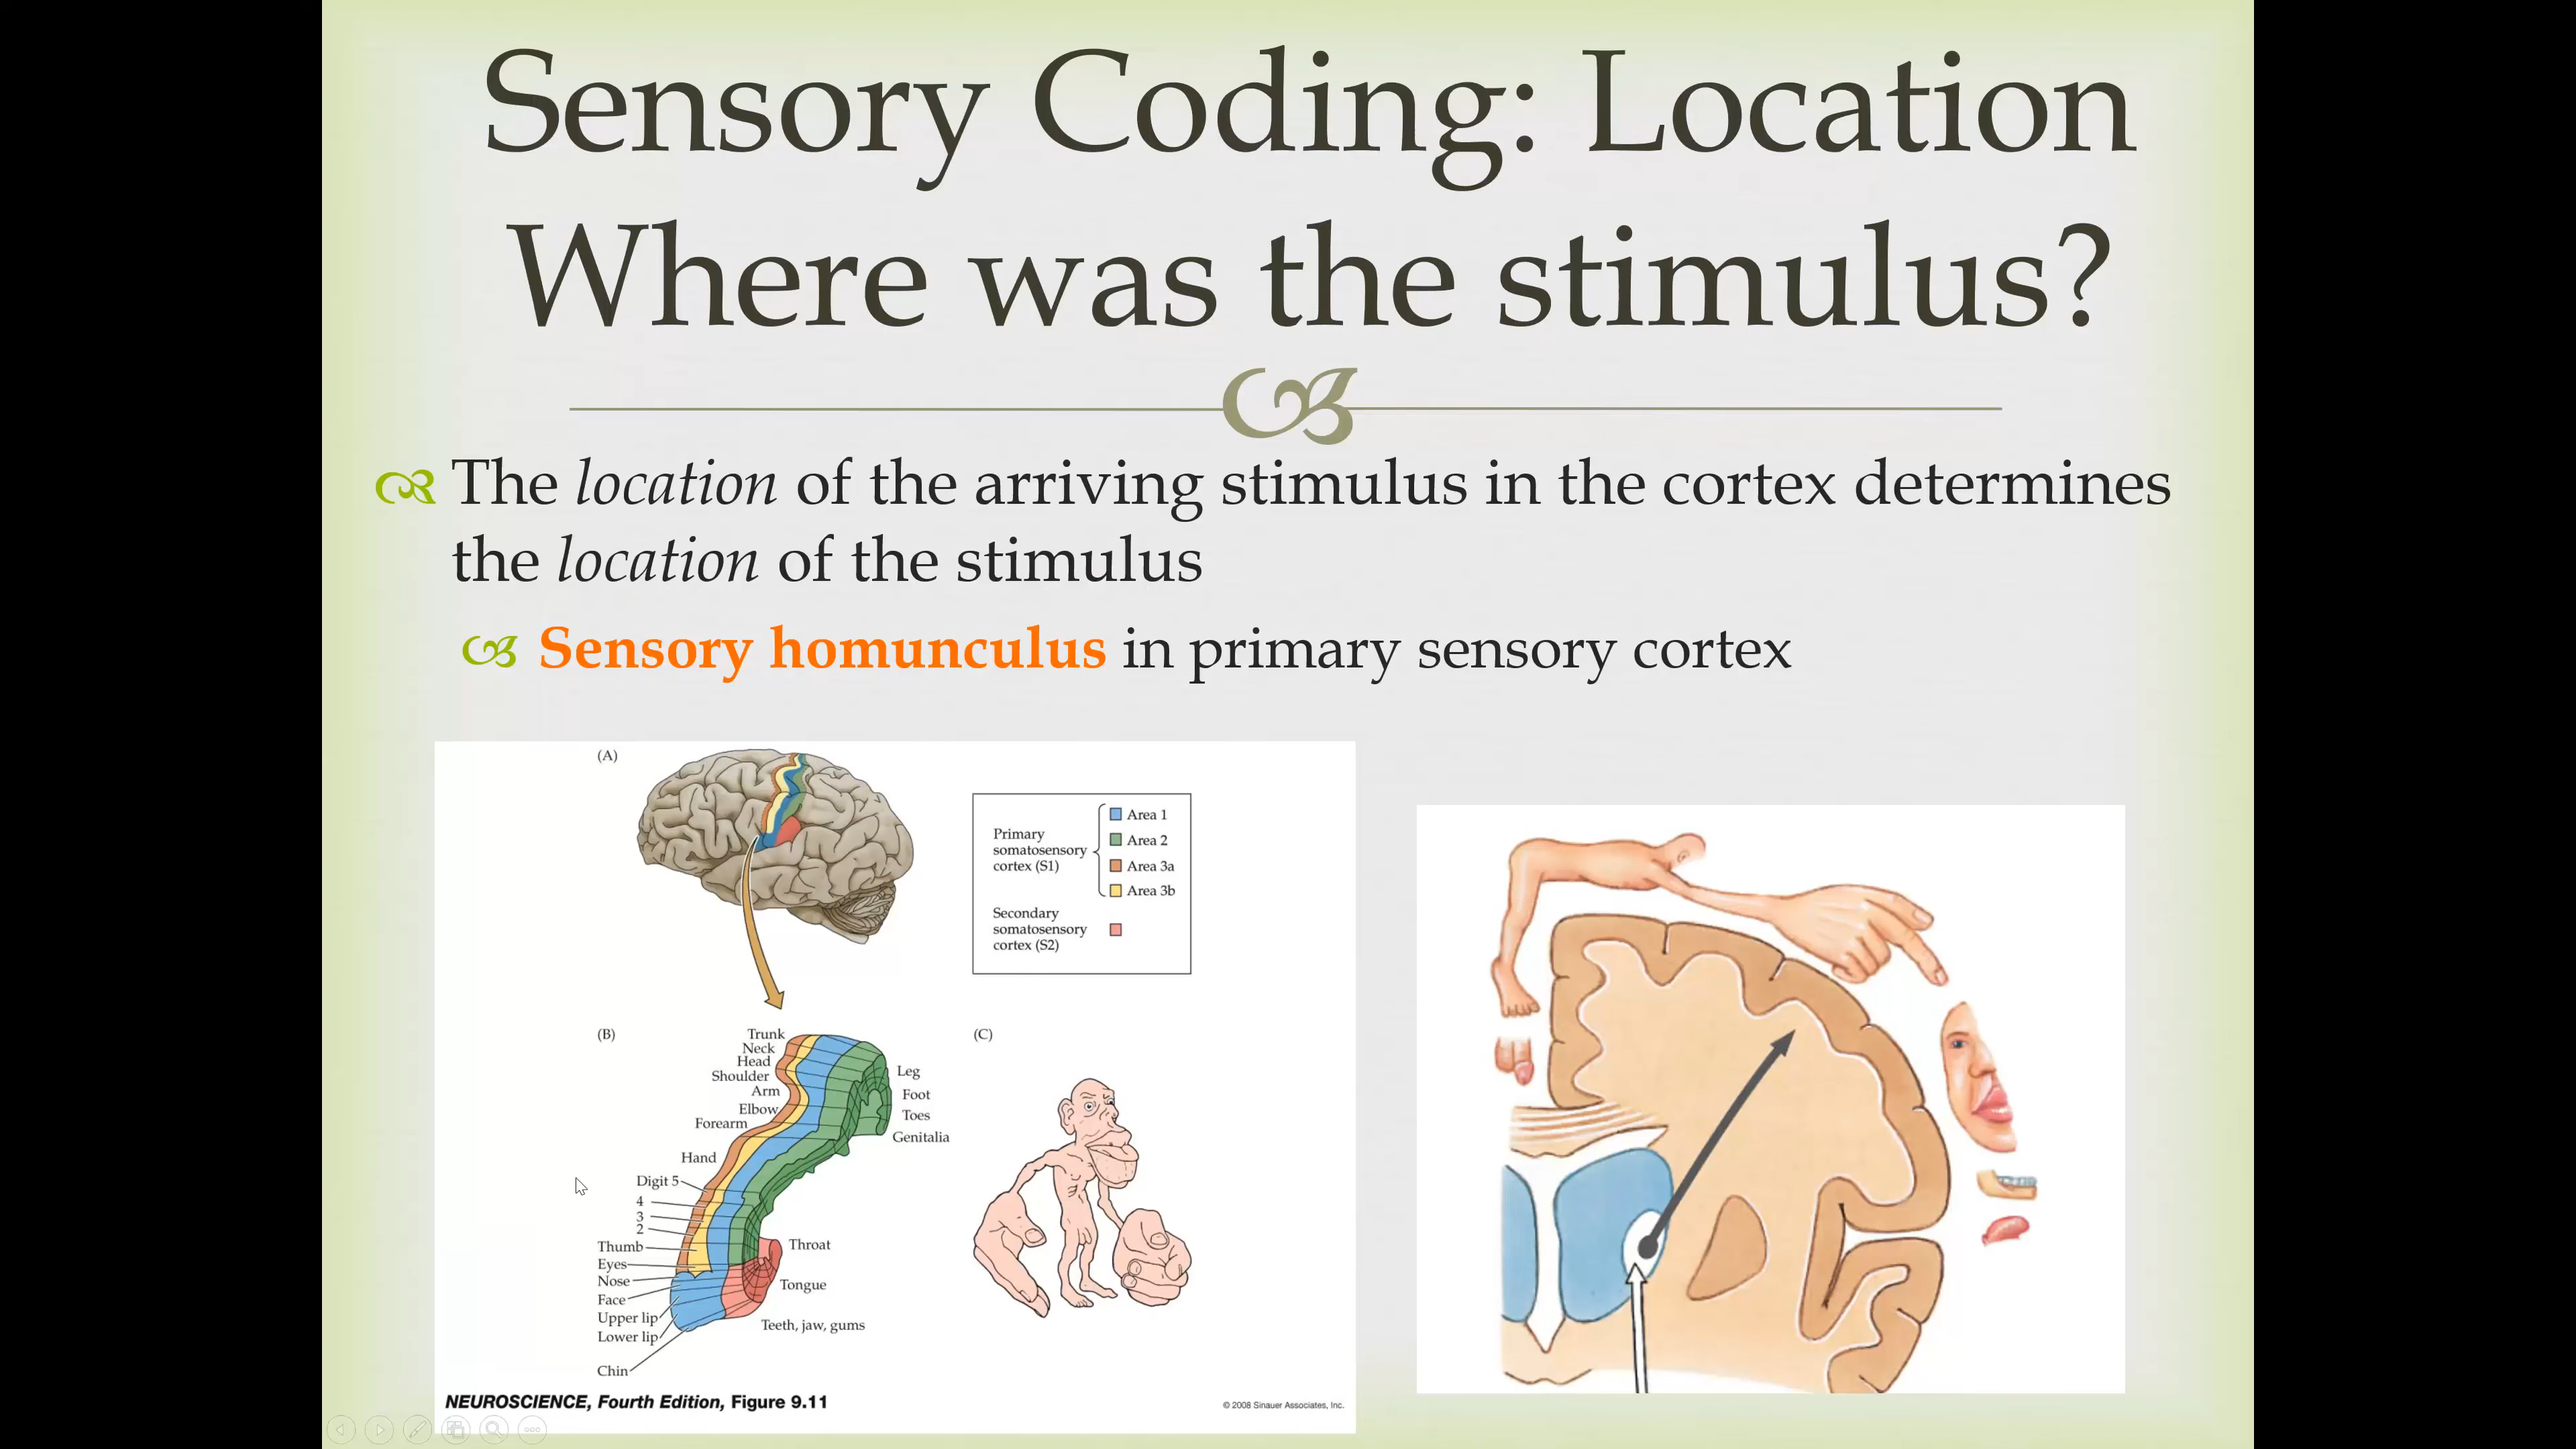 Sensory Coding: Location
Where was the stimulus?
The location of the arriving stimulus in the cortex determines
the location of the stimulus
Sensory homunculus in primary sensory cortex
(A)
Primary
somatosensory
cortex (S1)
Area 1
Area 2
Area 3a
Area 3b
Secondary
somatosensory
cortex (S2)
(B)
Trunk
Neck
Head
Shoulder
Arm
Elbow
Forearm
Hand
Digit 5
4
3
2
Thumb
Eyes
Nose
Face
Upper lip
Lower lip
Chin
Leg
Foot
Toes
Genitalia
Throat
Tongue
Teeth, jaw, gums
(C)
NEUROSCIENCE, Fourth Edition, Figure 9.11
© 2008 Sinauer Associates, Inc.